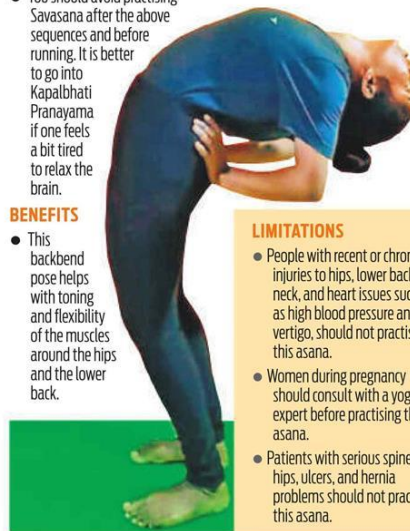 You should avoid practising
Savasana after the above
sequences and before
running. It is better
to go into
Kapalbhati
Pranayama
if one feels
a bit tired
to relax the
brain.
BENEFITS
● This
backbend
pose helps
with toning
and flexibility
of the muscles
around the hips
and the lower
back.
LIMITATIONS
● People with recent or chron
injuries to hips, lower back
neck, and heart issues suc
as high blood pressure an
vertigo, should not practis
this asana.
● Women during pregnancy
should consult with a yog
expert before practising th
asana.
● Patients with serious spine
hips, ulcers, and hernia
problems should not prac
this asana.